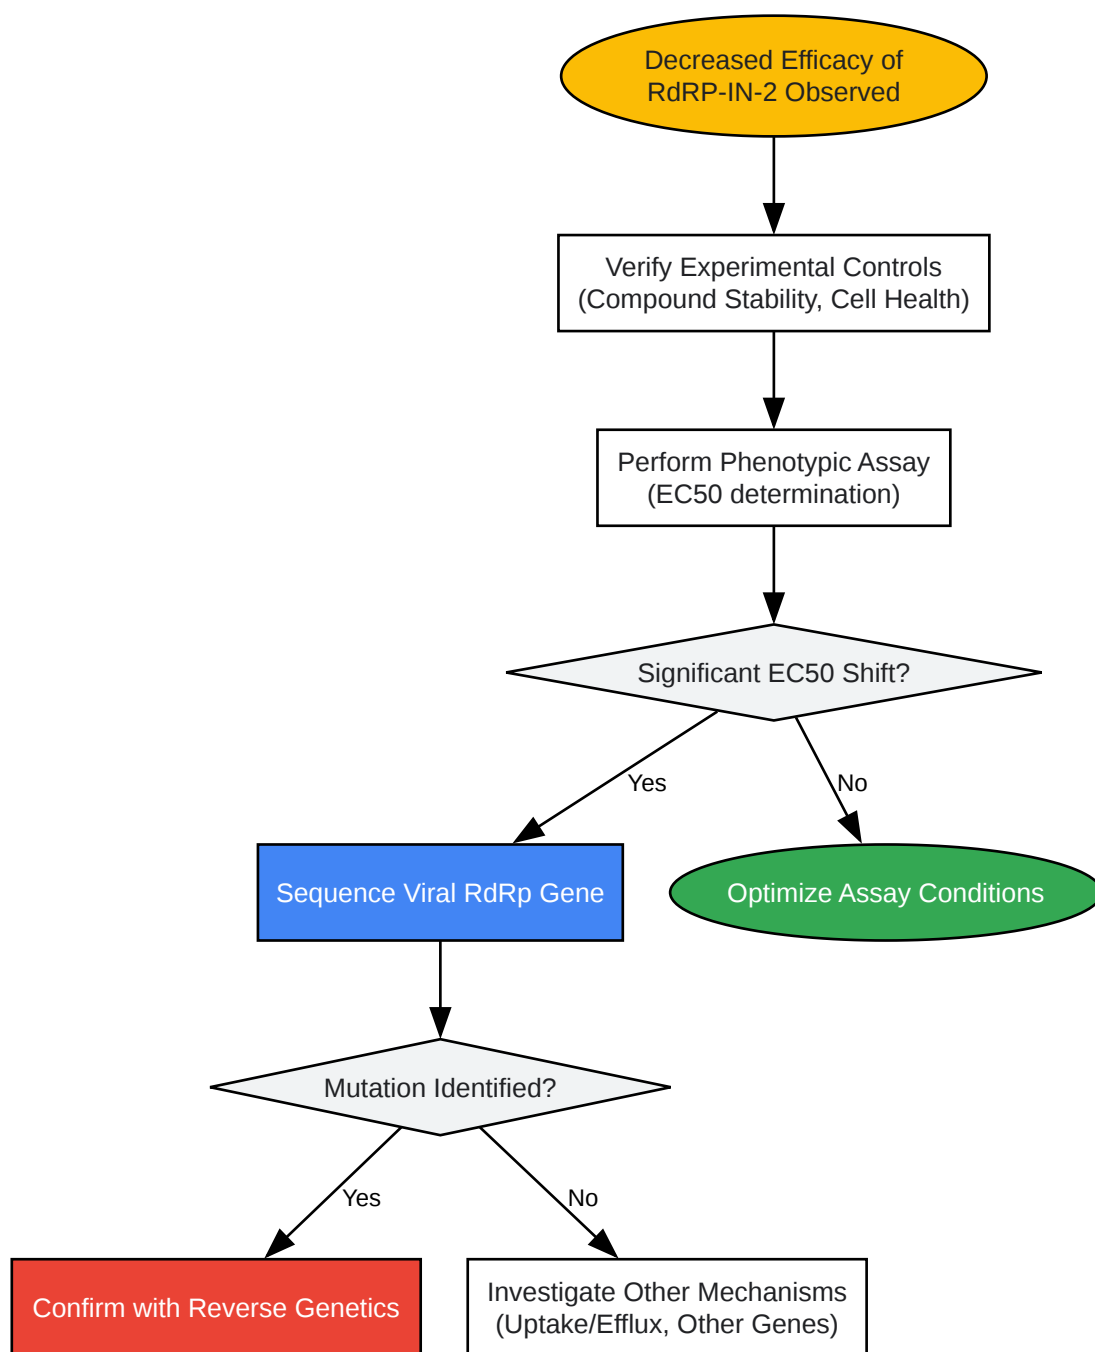 Decreased Efficacy of
RdRP-IN-2 Observed
Verify Experimental Controls
(Compound Stability, Cell Health)
Perform Phenotypic Assay
(EC50 determination)
Significant EC50 Shift?
Yes
No
Sequence Viral RdRp Gene
Optimize Assay Conditions
Mutation Identified?
Yes
No
Confirm with Reverse Genetics
Investigate Other Mechanisms
(Uptake/Efflux, Other Genes)